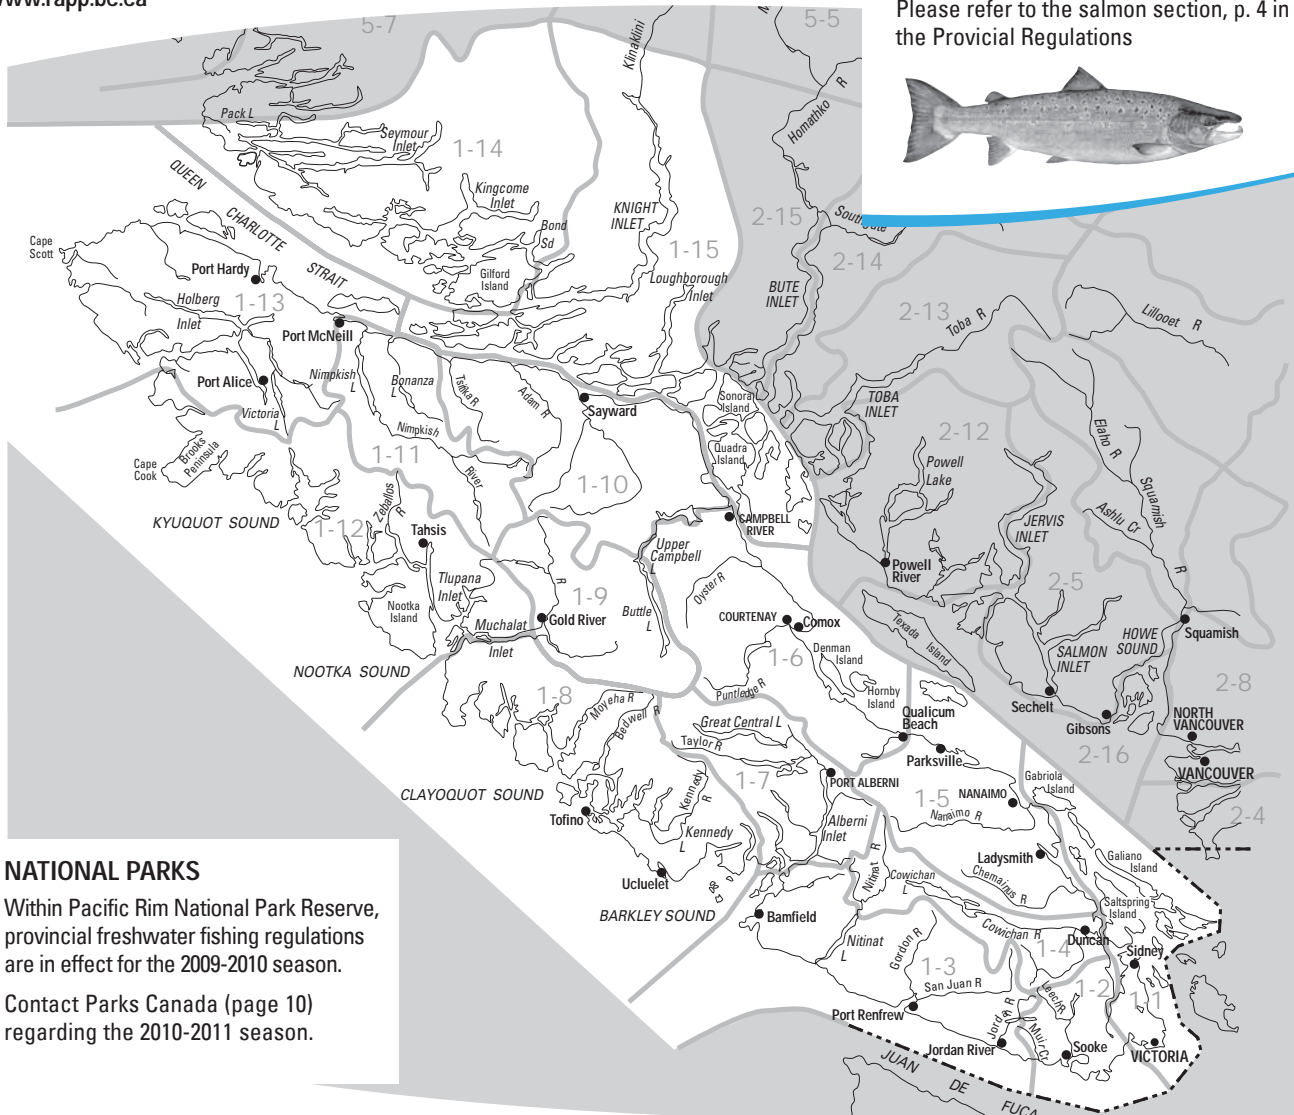 www.rapp.bc.ca
Please refer to the salmon section, p. 4 in
the Provicial Regulations
5-7
5-5
Klinaklini
Homathko R
Pack L
Seymour
Inlet
1-14
Kingcome
Inlet
KNIGHT
INLET
2-15
Southgate
QUEEN
CHARLOTTE
STRAIT
Bond
Sd
1-15
2-14
Cape
Scott
Port Hardy
Gilford
Island
Loughborough
Inlet
BUTE
INLET
Holberg
Inlet
1-13
2-13
Toba R
Lillooet R
Port McNeill
Port Alice
Nimpkish
L
Bonanza
L
Tsitika R
Adam R
Sayward
Sonora
Island
TOBA
INLET
Victoria
L
Nimpkish
River
Elaho R
2-12
Brooks
Peninsula
Cape
Cook
1-11
Quadra
Island
Powell
Lake
Squamish
R
1-10
Zeballos
R
KYUQUOT SOUND
1-12
Tahsis
CAMPBELL
RIVER
JERVIS
INLET
Ashlu Cr
Upper
Campbell
L
Powell
River
Tlupana
Inlet
R
1-9
Oyster R
2-5
Nootka
Island
Buttle
L
Gold River
COURTENAY
Comox
Texada
Island
HOWE
SOUND
Squamish
Muchalat
Inlet
1-6
Denman
Island
SALMON
INLET
NOOTKA SOUND
1-8
Moyeha R
Bedwell R
Puntledge R
Hornby
Island
2-8
Sechelt
Gibsons
NORTH
VANCOUVER
Great Central L
Qualicum
Beach
Taylor R
Parksville
2-16
VANCOUVER
1-7
PORT ALBERNI
CLAYOQUOT SOUND
Kennedy
R
1-5
NANAIMO
Gabriola
Island
Tofino
Nanaimo R
2-4
Alberni
Inlet
Kennedy
L
Ladysmith
Galiano
Island
NATIONAL PARKS
Within Pacific Rim National Park Reserve,
provincial freshwater fishing regulations
are in effect for the 2009-2010 season.
Contact Parks Canada (page 10)
regarding the 2010-2011 season.
Ucluelet
Nitinat R
Cowichan
L
Chemainus R
Saltspring
Island
BARKLEY SOUND
Bamfield
Cowichan R
Duncan
Nitinat
L
Gordon R
1-4
Sidney
1-3
San Juan R
Leech R
1-2
1-1
Port Renfrew
Jordan R
Muir Cr
Jordan River
Sooke
VICTORIA
JUAN DE FUCA